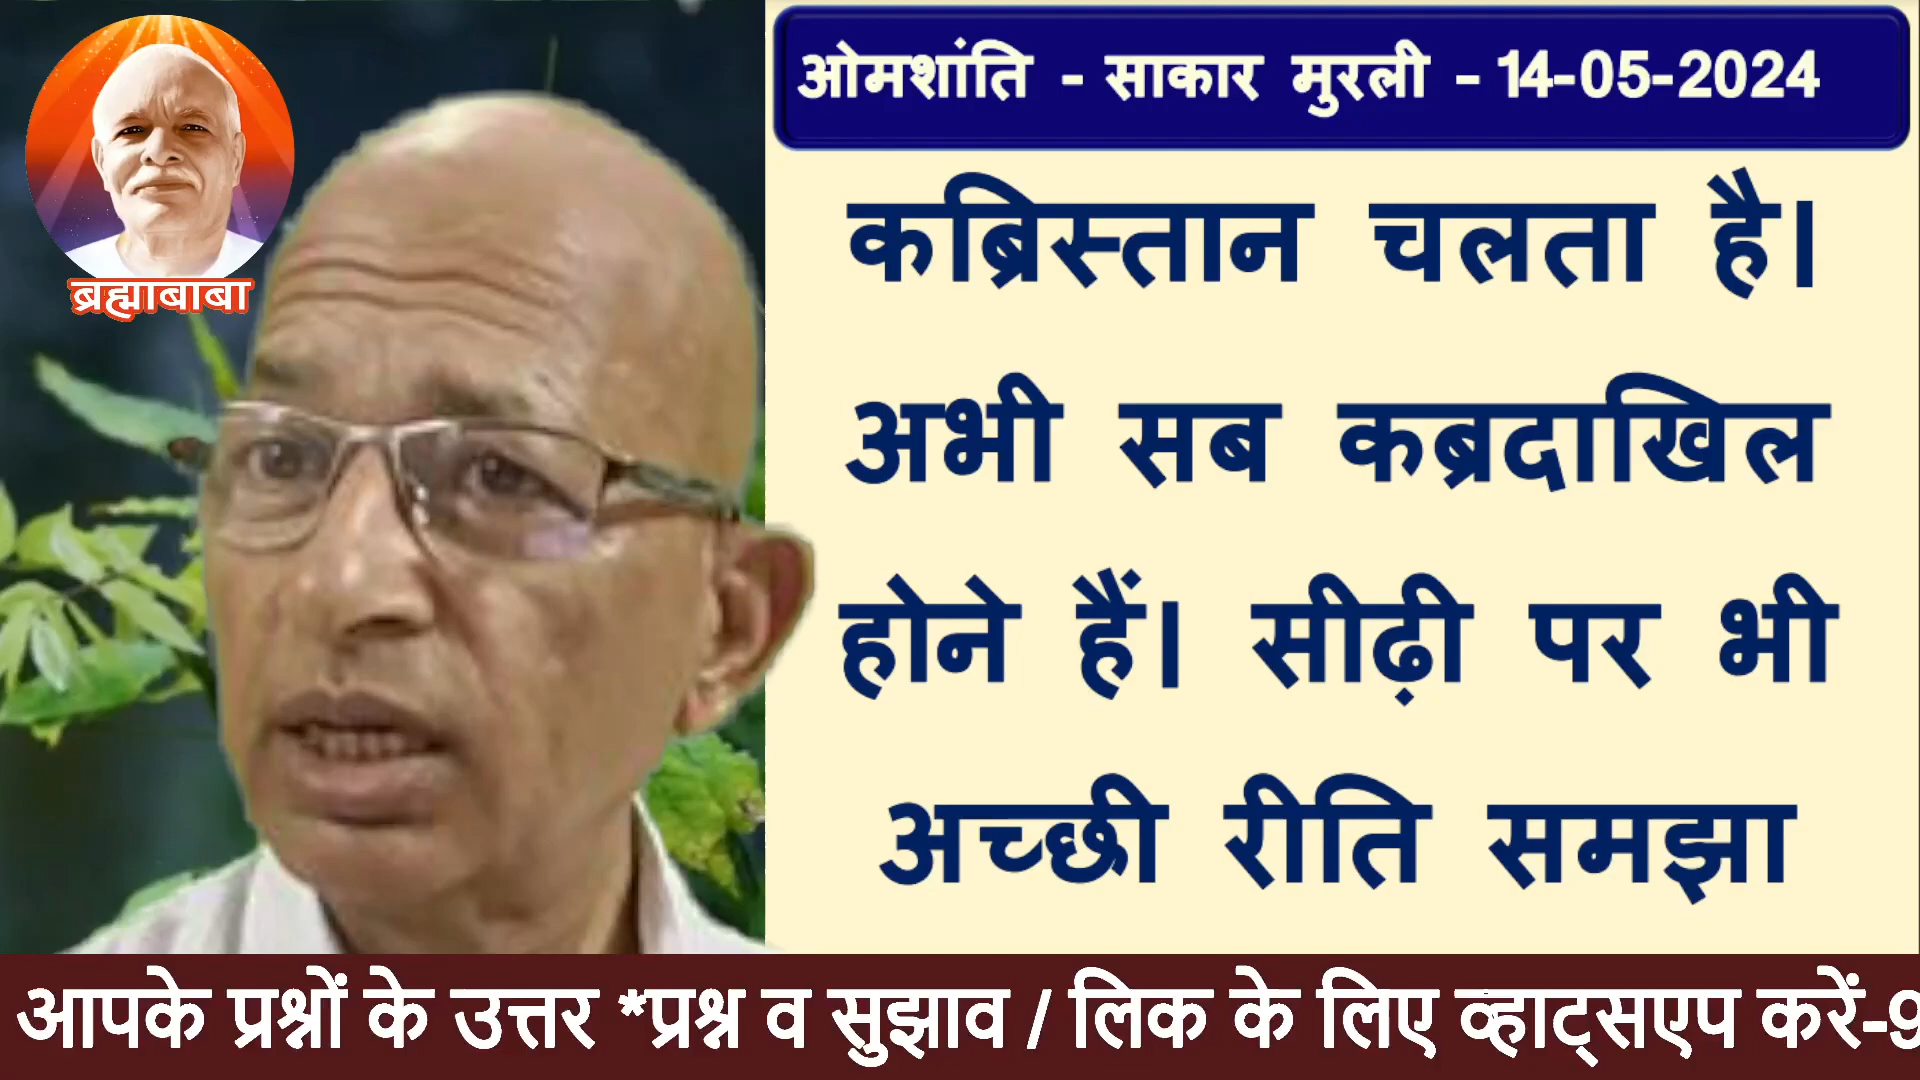 ब्रह्माबाबा
ओमशांति - साकार मुरली - 14-05-2024
कब्रिस्तान चलता है।
अभी सब कब्रदाखिल
होने हैं। सीढ़ी पर भी
अच्छी रीति समझा
आपके प्रश्नों के उत्तर *प्रश्न व सुझाव / लिंक के लिए व्हाट्सएप करें-9